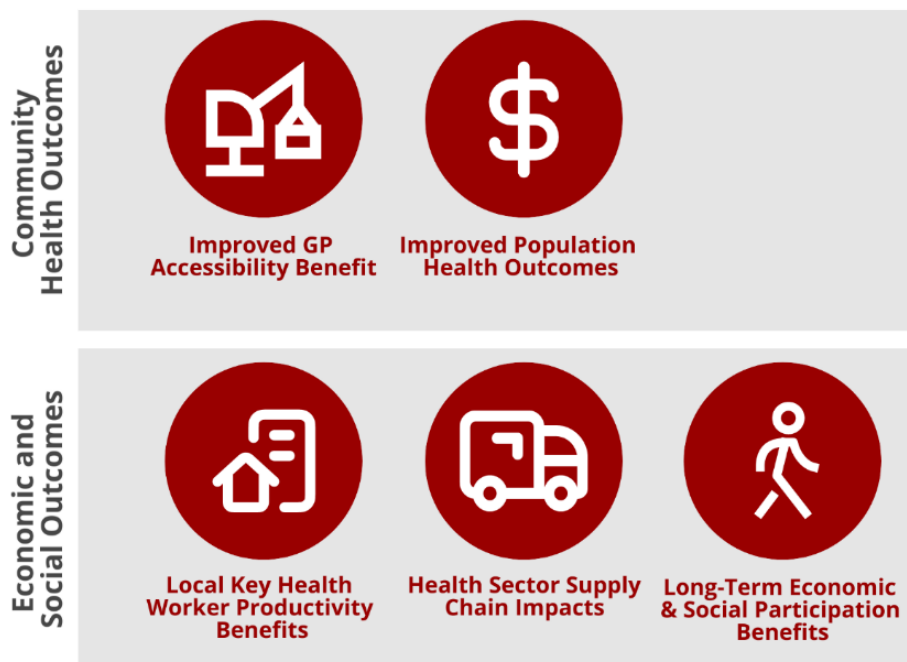 Community
Health Outcomes
Improved GP
Accessibility Benefit
Improved Population
Health Outcomes
Economic and
Social Outcomes
Local Key Health
Worker Productivity
Benefits
Health Sector Supply
Chain Impacts
Long-Term Economic
& Social Participation
Benefits